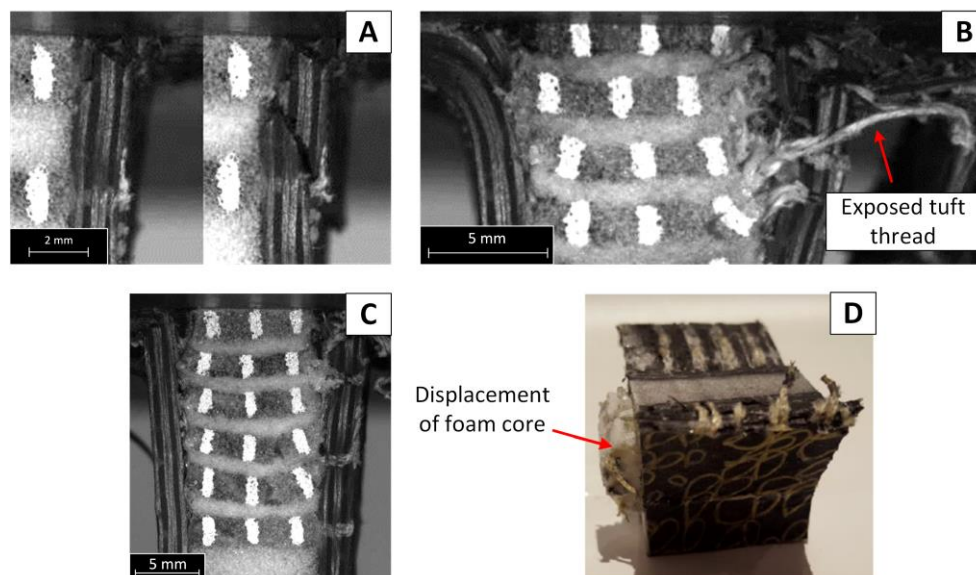 A
B
2 mm
5 mm
Exposed tuft
thread
C
D
5 mm
Displacement
of foam core